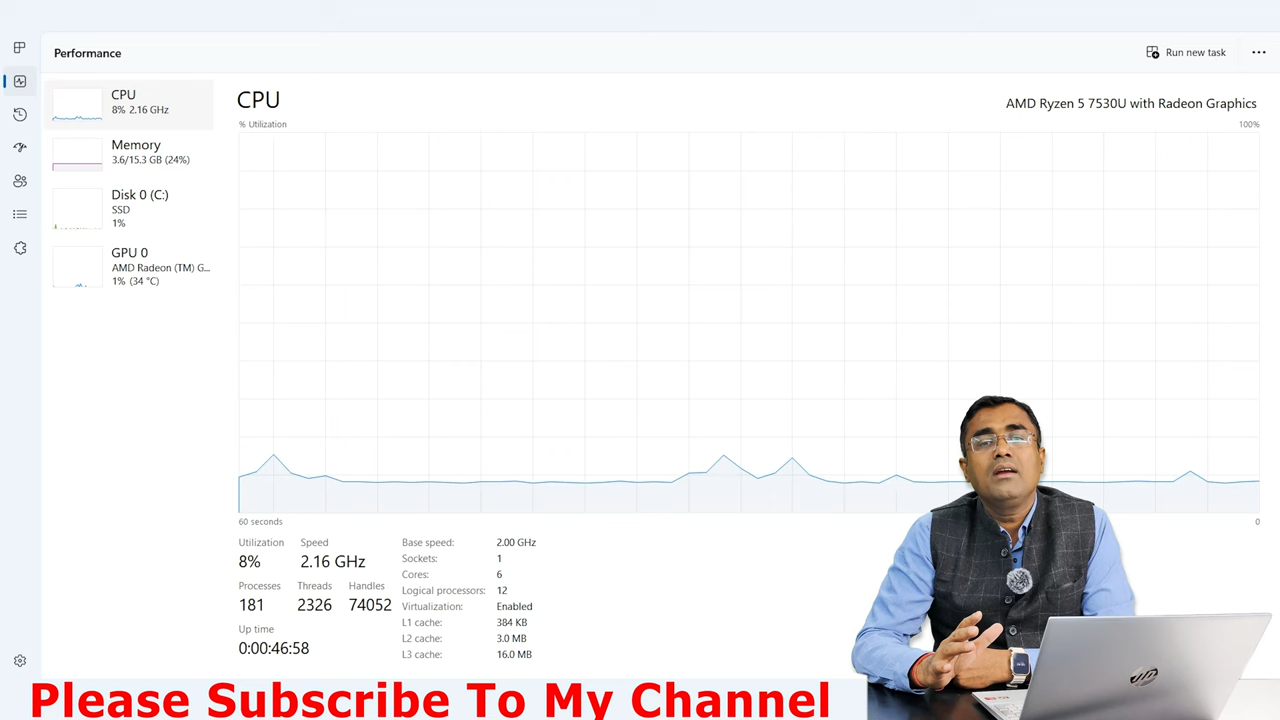 Performance
Run new task
CPU
8% 2.16 GHz
Memory
3.6/15.3 GB (24%)
Disk 0 (C:)
SSD
1%
GPU 0
AMD Radeon (TM) G...
1% (34 °C)
CPU
AMD Ryzen 5 7530U with Radeon Graphics
% Utilization
100%
60 seconds
0
Utilization
Speed
8%
2.16 GHz
Processes
Threads
Handles
181
2326
74052
Up time
0:00:46:58
Base speed: 2.00 GHz
Sockets: 1
Cores: 6
Logical processors: 12
Virtualization: Enabled
L1 cache: 384 KB
L2 cache: 3.0 MB
L3 cache: 16.0 MB
hp
Please Subscribe To My Channel